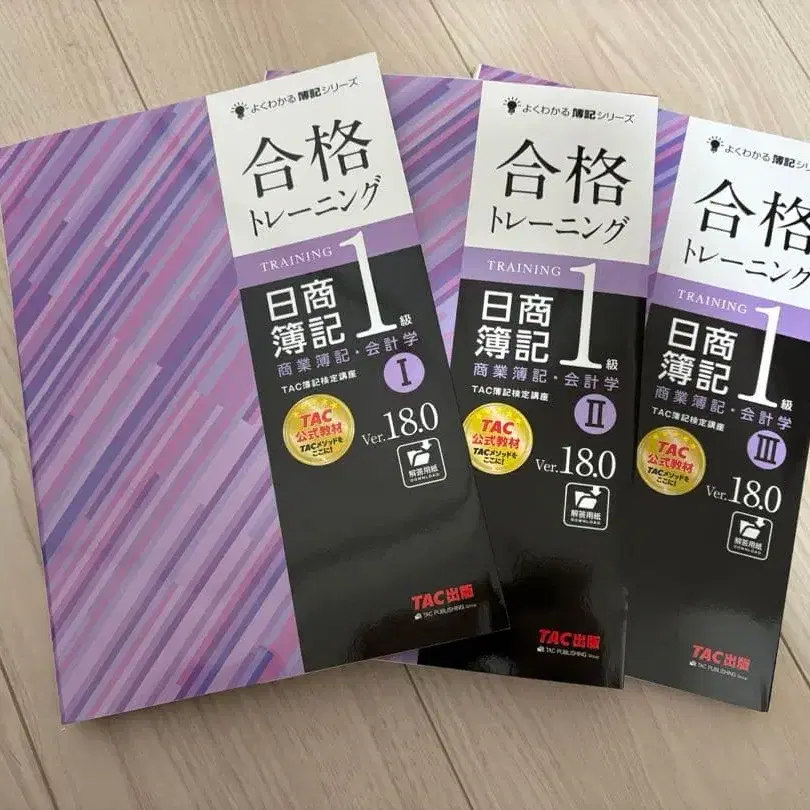 よくわかる簿記シリーズ
合格
トレーニング
TRAINING
日商
簿記
1級
商業簿記・会計学
I
TAC簿記検定講座
TAC
公式教材
TACメソッドを
ここに!
Ver.18.0
解答用紙
DOWNLOAD
TAC出版
TAC PUBLISHING Group
よくわかる簿記シリーズ
合格
トレーニング
TRAINING
日商
簿記
1級
商業簿記・会計学
II
TAC簿記検定講座
TAC
公式教材
TACメソッドを
ここに!
Ver.18.0
解答用紙
DOWNLOAD
TAC出版
TAC PUBLISHING Group
よくわかる簿記シリ
合格
トレーニング
TRAINING
日商
簿記
1級
商業簿記・会計学
III
TAC簿記検定講座
TAC
公式教材
TACメソッドを
ここに!
Ver.18.0
解答用紙
DOWNLOAD
TAC出版
TAC PUBLISHING Group